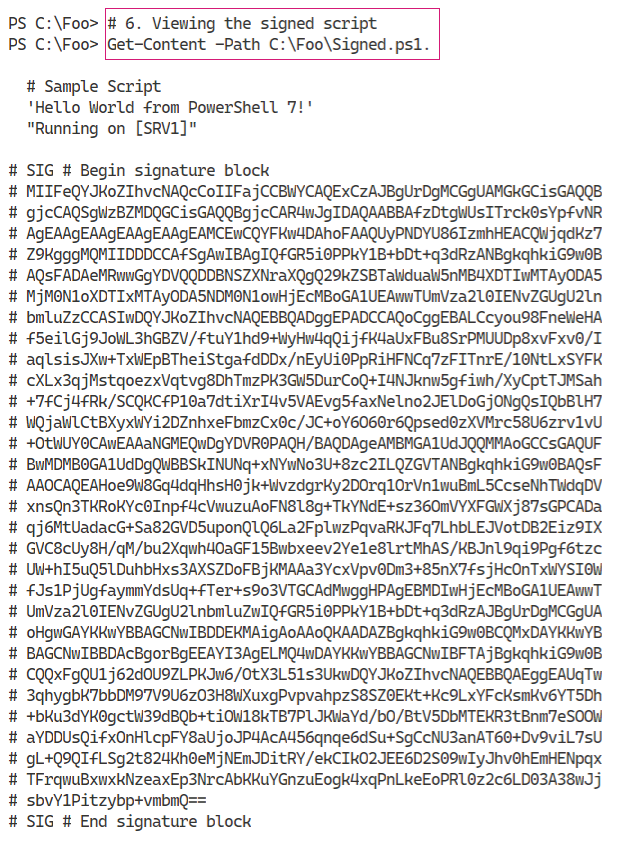 PS C:\Foo> # 6. Viewing the signed script
PS C:\Foo> Get-Content -Path C:\Foo\Signed.ps1.
# Sample Script
'Hello World from PowerShell 7!'
"Running on [SRV1]"
# SIG # Begin signature block
# MIIFeQYJKoZIhvcNAQcCoIIFajCCBWYCAQExCzAJBgUrDgMCGgUAMGkGCisGAQQB
# gjcCAQSgWzBZMDQGCisGAQQBgjcCAR4wJgIDAQAABBAfzDtgWUsITrck0sYpfvNR
# AgEAAgEAAgEAAgEAAgEAMCEwCQYFKw4DAhoFAAQUyPNDYU86IzmhHEACQWjqdKz7
# Z9KgggMQMIIDDDCCAfSgAwIBAgIQfGR5i0PPkY1B+bDt+q3dRzANBgkqhkiG9w0B
# AQsFADAeMRwwGgYDVQQDDBNSZXNraXQgQ29kZSBTaWduaW5nMB4XDTIwMTAyODA5
# MjM0N1oXDTIxMTAyODA5NDM0N1owHjEcMBoGA1UEAwwTUmVza2l0IENvZGUgU2ln
# bmluZzCCASIwDQYJKoZIhvcNAQEBBQADggEPADCCAQoCggEBALCcyou98FneWeHA
# f5eilGj9JoWL3hGBZV/ftuY1hd9+WyHw4qQijfK4aUxFBu8SrPMUUDp8xvFxv0/I
# aqlsisJXw+TxWEpBTheiStgafdDDx/nEyUi0PpRiHFNCq7zFITnrE/10NtLxSYFK
# cXLx3qjMstqoezxVqtvg8DhTmzPK3GW5DurCoQ+I4NJknw5gfiwh/XyCptTJMSah
# +7fCj4fRk/SCQKCfP10a7dtiXrI4v5VAEvg5faxNelno2JElDoGjONgQsIQbBlH7
# WQjaWlCtBXyxWYi2DZnhxeFbmzCx0c/JC+oY6O60r6Qpsed0zXVMrc58U6zrv1vU
# +OtWUY0CAwEAAaNGMEQwDgYDVR0PAQH/BAQDAgeAMBMGA1UdJQQMMAoGCCsGAQUF
# BwMDMB0GA1UdDgQWBBSkINUNq+xNYwNo3U+8zc2ILQZGVTANBgkqhkiG9w0BAQsF
# AAOCAQEAHoe9W8Gq4dqHhsH0jk+WvzdgrKy2DOrq1OrVn1wuBmL5CcseNhTWdqDV
# xnsQn3TKRoKYc0Inpf4cVwuzuAoFN8l8g+TkYNdE+sz36OmVYXFGWXj87sGPCADa
# qj6MtUadacG+Sa82GVD5uponQlQ6La2FplwzPqvaRKJFq7LhbLEJVotDB2Eiz9IX
# GVC8cUy8H/qM/bu2Xqwh4OaGF15Bwbxeev2Ye1e8lrtMhAS/KBJnl9qi9Pgf6tzc
# UW+hI5uQ5lDuhbHxs3AXSZDoFBjKMAAa3YcxVpv0Dm3+85nX7fsjHcOnTxWYSI0W
# fJs1PjUgfaymmYdsUq+fTer+s9o3VTGCAdMwggHPAgEBMDIwHjEcMBoGA1UEAwwT
# UmVza2l0IENvZGUgU2lnbmluZwIQfGR5i0PPkY1B+bDt+q3dRzAJBgUrDgMCGgUA
# oHgwGAYKKwYBBAGCNwIBDDEKMAigAoAAoQKAADAZBgkqhkiG9w0BCQMxDAYKKwYB
# BAGCNwIBBDAcBgorBgEEAYI3AgELMQ4wDAYKKwYBBAGCNwIBFTAjBgkqhkiG9w0B
# CQQxFgQU1j62dOU9ZLPKJw6/OtX3L51s3UkwDQYJKoZIhvcNAQEBBQAEggEAUqTw
# 3qhygbK7bbDM97V9U6zO3H8WXuxgPvpvahpzS8SZ0EKt+Kc9LxYFcKsmKv6YT5Dh
# +bKu3dYK0gctW39dBQb+tiOW18kTB7PlJKWaYd/bO/BtV5DbMTEKR3tBnm7eSOOW
# aYDDUsQifxOnHlcpFY8aUjoJP4AcA456qnqe6dSu+SgCcNU3anAT60+Dv9viL7sU
# gL+Q9QIfLSg2t824Kh0eMjNEmJDitRY/ekCIkO2JEE6D2S09wIyJhv0hEmHENpqx
# TFrqwuBxwxkNzeaxEp3NrcAbKKuYGnzuEogk4xqPnLkeEoPRl0z2c6LD03A38wJj
# sbvY1Pitzybp+vmbmQ==
# SIG # End signature block